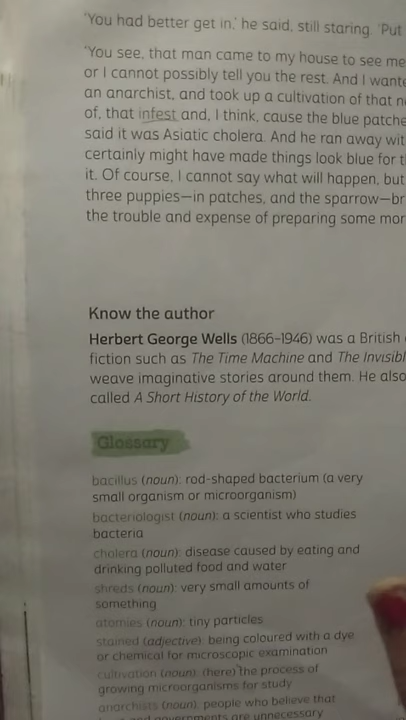 'You had better get in,' he said, still staring. 'Put
'You see, that man came to my house to see me
or I cannot possibly tell you the rest. And I wante
an anarchist, and took up a cultivation of that n
of, that infest and, I think, cause the blue patche
said it was Asiatic cholera. And he ran away wit
certainly might have made things look blue for t
it. Of course, I cannot say what will happen, but
three puppies—in patches, and the sparrow—br
the trouble and expense of preparing some mor
Know the author
Herbert George Wells (1866–1946) was a British
fiction such as The Time Machine and The Invisibl
weave imaginative stories around them. He also
called A Short History of the World.
Glossary
bacillus (noun): rod-shaped bacterium (a very
small organism or microorganism)
bacteriologist (noun): a scientist who studies
bacteria
cholera (noun): disease caused by eating and
drinking polluted food and water
shreds (noun): very small amounts of
something
atomies (noun): tiny particles
stained (adjective): being coloured with a dye
or chemical for microscopic examination
cultivation (noun): (here) the process of
growing microorganisms for study
anarchists (noun): people who believe that
and governments are unnecessary